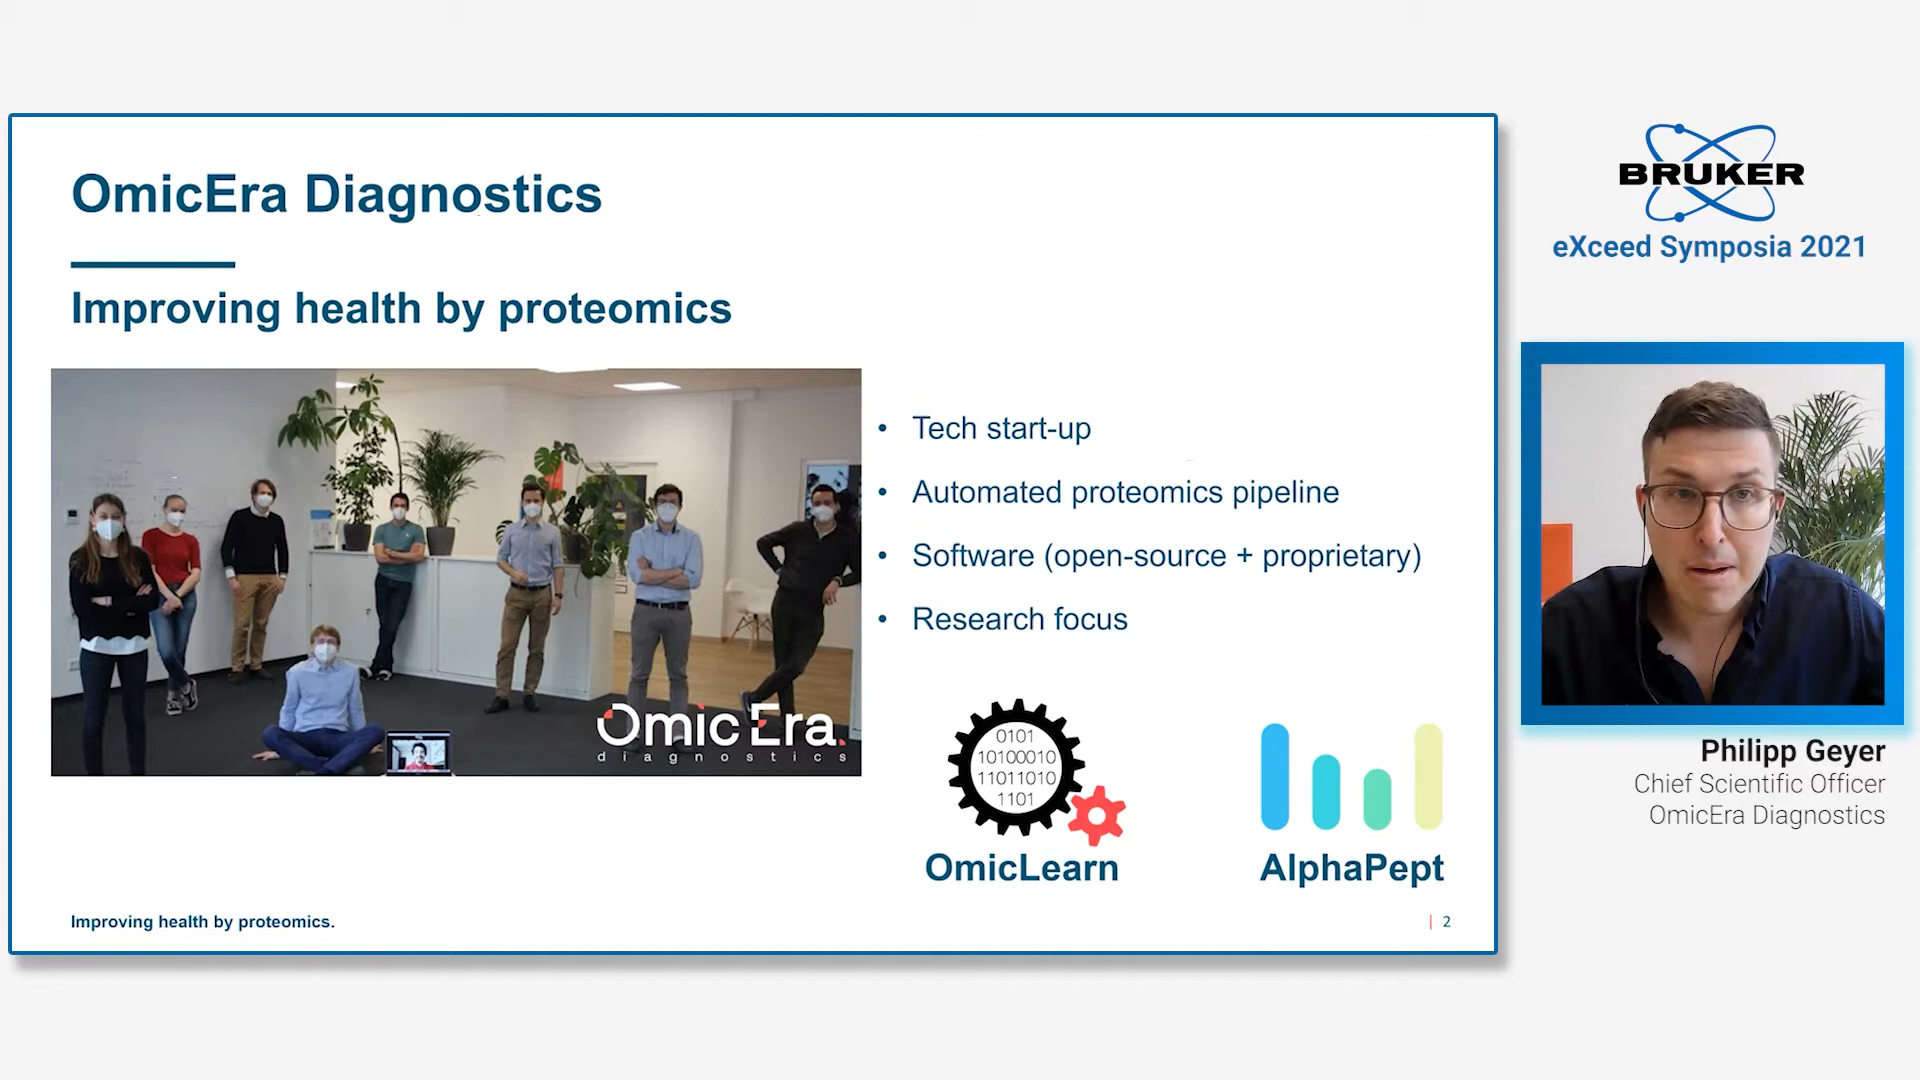 OmicEra Diagnostics
Improving health by proteomics
OmicEra.
diagnostics
• Tech start-up
• Automated proteomics pipeline
• Software (open-source + proprietary)
• Research focus
0101
10100010
11011010
1101
OmicLearn
AlphaPept
Improving health by proteomics.
| 2
BRUKER
eXceed Symposia 2021
Philipp Geyer
Chief Scientific Officer
OmicEra Diagnostics